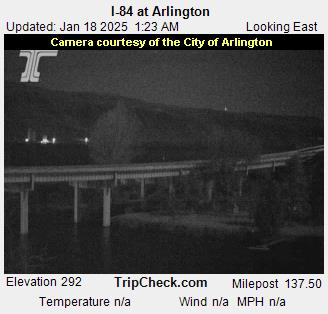 I-84 at Arlington
Updated: Jan 18 2025 1:23 AM Looking East
Camera courtesy of the City of Arlington
Elevation 292 TripCheck.com Milepost 137.50
Temperature n/a Wind n/a MPH n/a